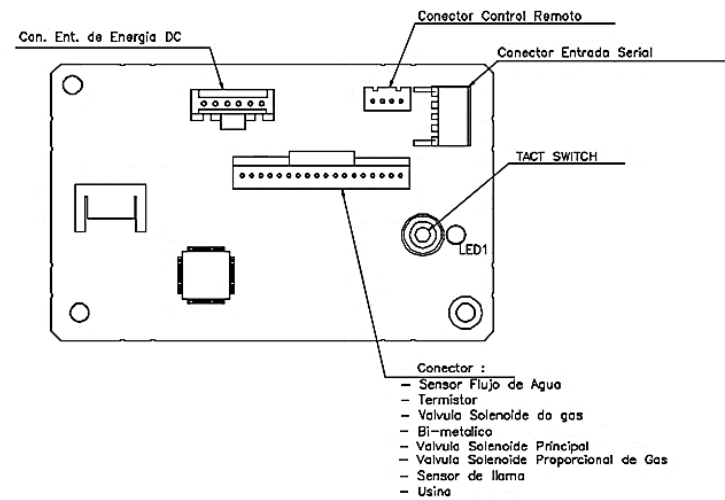 Conector Control Remoto
Con. Ent. de Energia DC
Conector Entrada Serial
TACT SWITCH
LED1
Conector :
- Sensor Flujo de Agua
- Termistor
- Valvula Solenoide do gas
- Bi-metalico
- Valvula Solenoide Principal
- Valvula Solenoide Proporcional de Gas
- Sensor de llama
- Usina